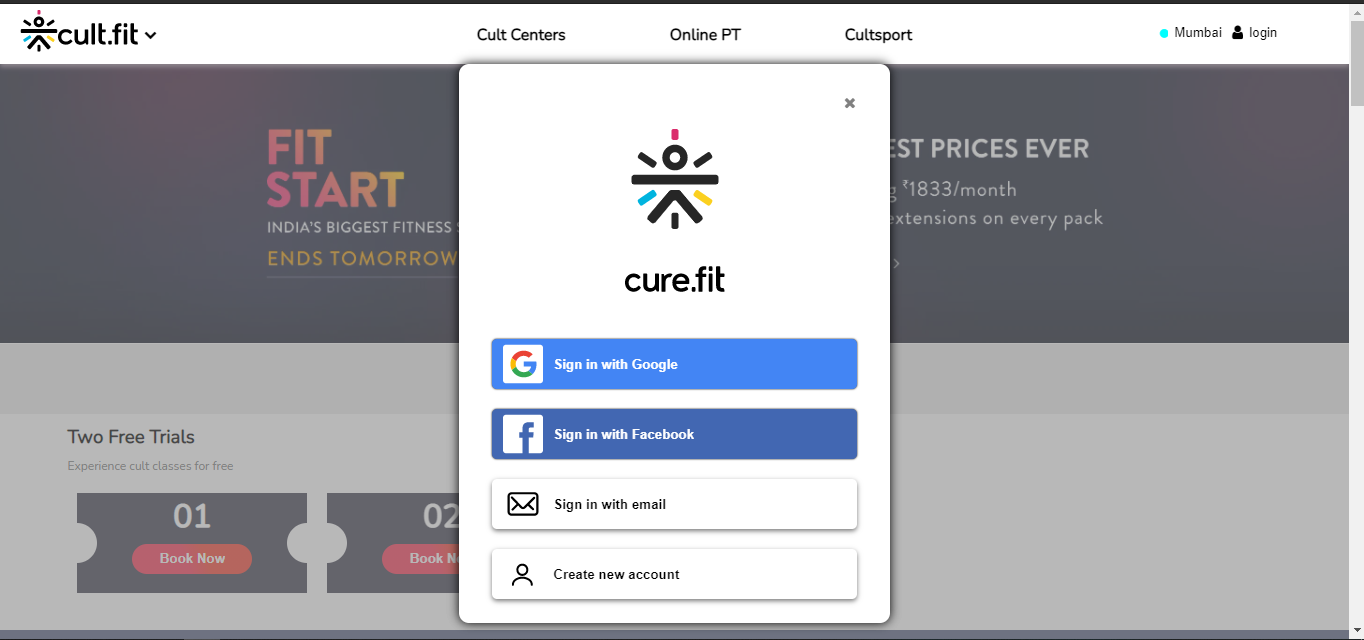 cult.fit
Cult Centers
Online PT
Cultsport
Mumbai
login
FIT
START
INDIA'S BIGGEST FITNESS
ENDS TOMORROW
PRICES EVER
₹1833/month
extensions on every pack
cure.fit
Sign in with Google
Sign in with Facebook
Sign in with email
Create new account
Two Free Trials
Experience cult classes for free
01
Book Now
02
Book